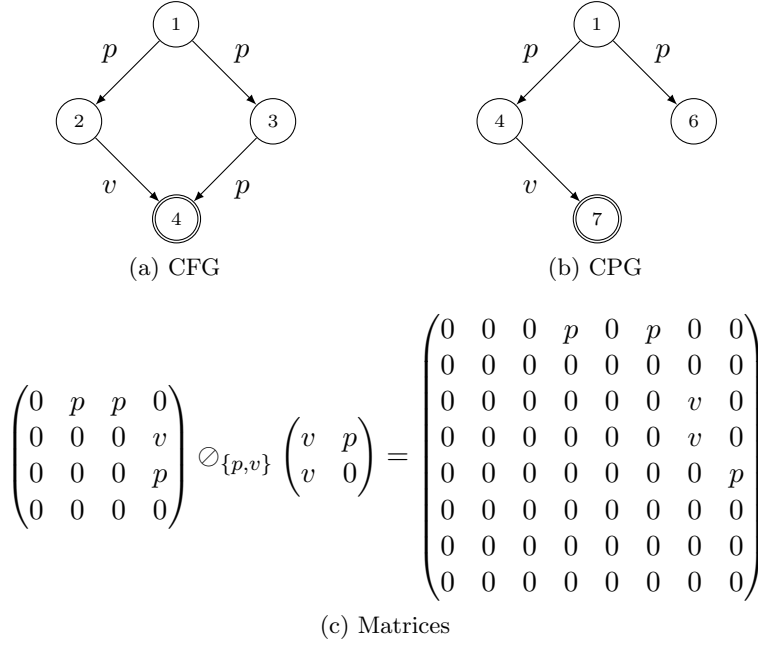 1 1
p p p p
2 3 4 6
v p v
4 7
(a) CFG (b) CPG
0 p p 0
0 0 0 v
0 0 0 p
0 0 0 0
⊘{p,v}
v p
v 0
=
0 0 0 p 0 p 0 0
0 0 0 0 0 0 0 0
0 0 0 0 0 0 v 0
0 0 0 0 0 0 v 0
0 0 0 0 0 0 0 p
0 0 0 0 0 0 0 0
0 0 0 0 0 0 0 0
0 0 0 0 0 0 0 0
(c) Matrices